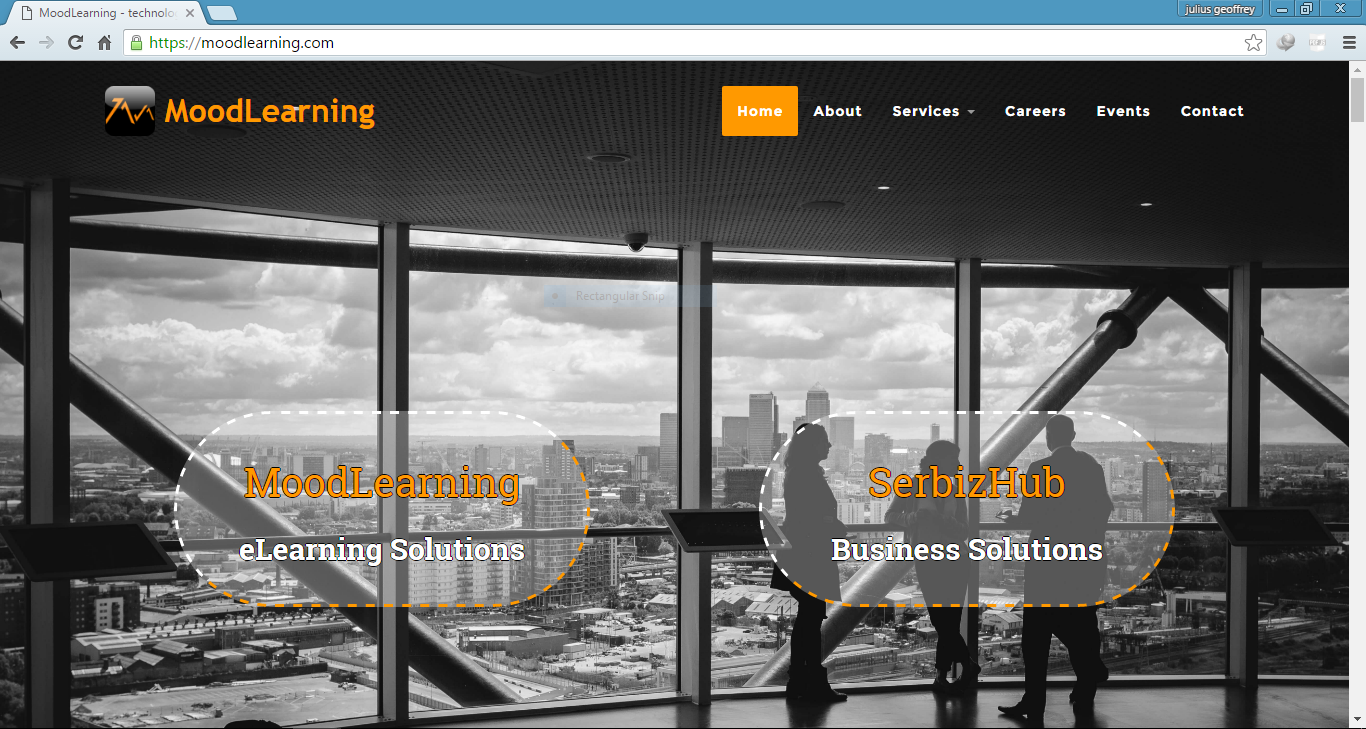 MoodLearning - technolo
julius geoffrey
https://moodlearning.com
MoodLearning
Home About Services Careers Events Contact
Rectangular Snip
MoodLearning
eLearning Solutions
SerbizHub
Business Solutions